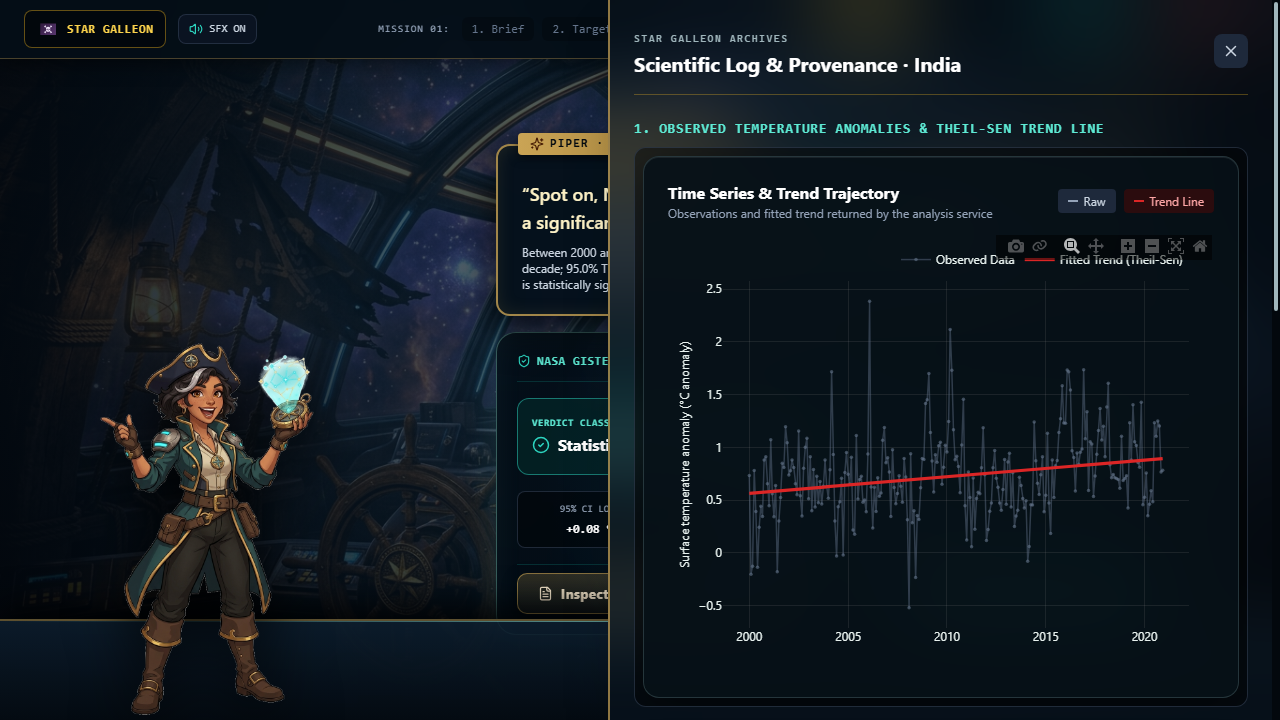 STAR GALLEON
SFX ON
MISSION 01:
1. Brief
2. Target
PIPER ·
“Spot on,
a significan
Between 2000 an
decade; 95.0% T
is statistically sig
NASA GISTE
VERDICT CLASS
Statisti
95% CI LO
+0.08
Inspect
STAR GALLEON ARCHIVES
Scientific Log & Provenance · India
1. OBSERVED TEMPERATURE ANOMALIES & THEIL-SEN TREND LINE
Time Series & Trend Trajectory
Observations and fitted trend returned by the analysis service
Raw
Trend Line
Observed Data
Fitted Trend (Theil-Sen)
Surface temperature anomaly (°C anomaly)
2.5
2
1.5
1
0.5
0
−0.5
2000
2005
2010
2015
2020